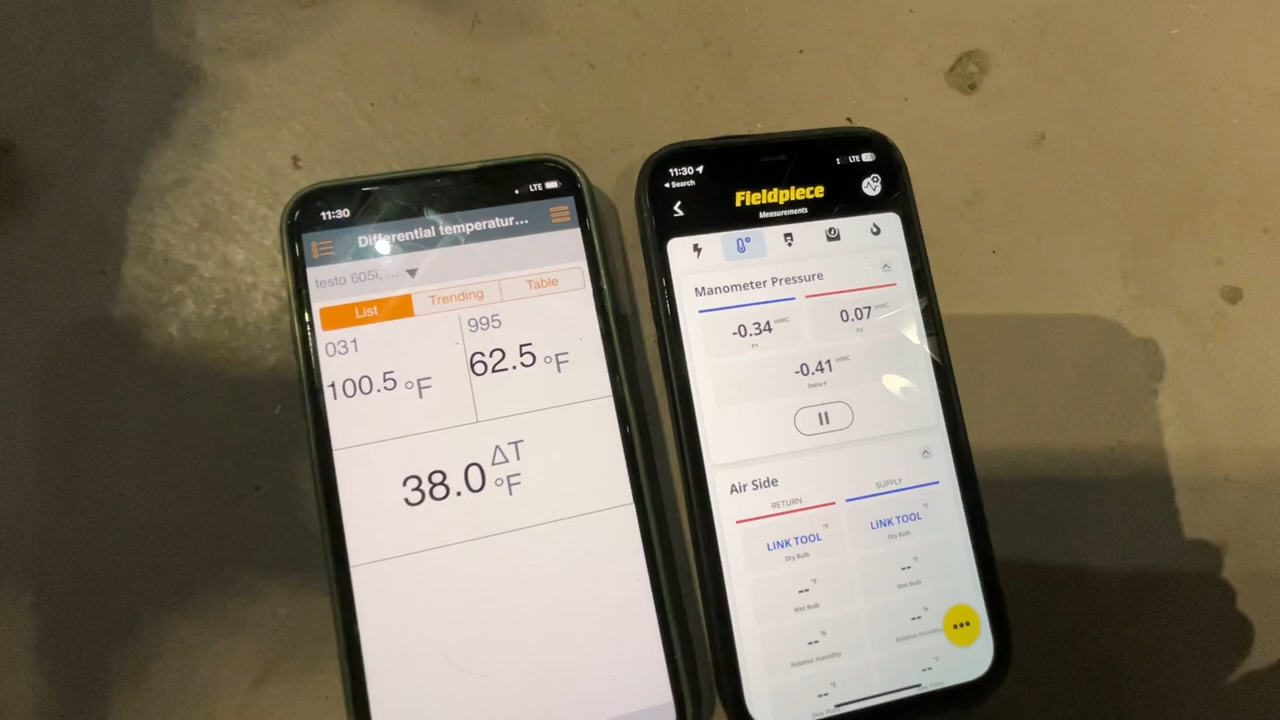 11:30
LTE
Differential temperatur...
testo 605i, ...
List
Trending
Table
031
995
100.5 °F
62.5 °F
38.0 ΔT °F
11:30
LTE
Search
Fieldpiece
Measurements
Manometer Pressure
-0.34 INWC
0.07 INWC
P1
P2
-0.41 INWC
Delta P
Air Side
RETURN
SUPPLY
LINK TOOL °F
LINK TOOL °F
Dry Bulb
Dry Bulb
-- °F
-- °F
Wet Bulb
Wet Bulb
-- %
-- %
Relative Humidity
Relative Humidity
-- °F
-- °F